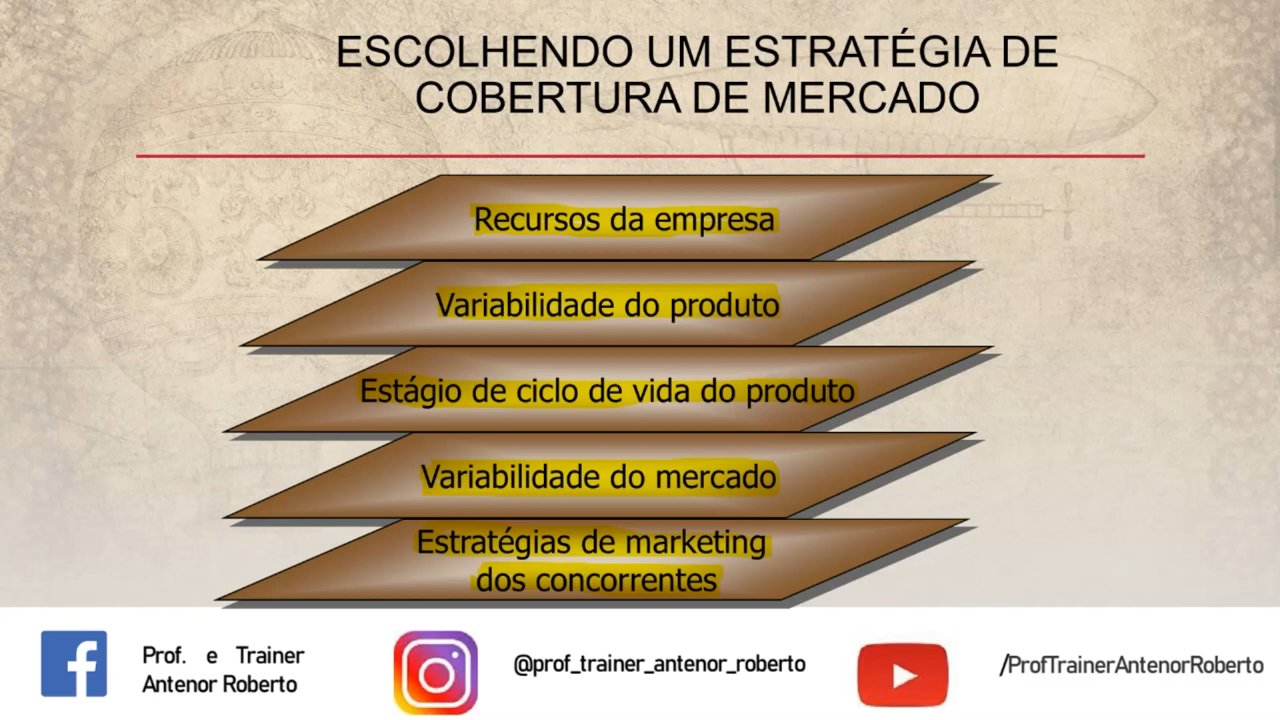 ESCOLHENDO UM ESTRATÉGIA DE
COBERTURA DE MERCADO
Recursos da empresa
Variabilidade do produto
Estágio de ciclo de vida do produto
Variabilidade do mercado
Estratégias de marketing
dos concorrentes
Prof. e Trainer
Antenor Roberto
@prof_trainer_antenor_roberto
/ProfTrainerAntenorRoberto